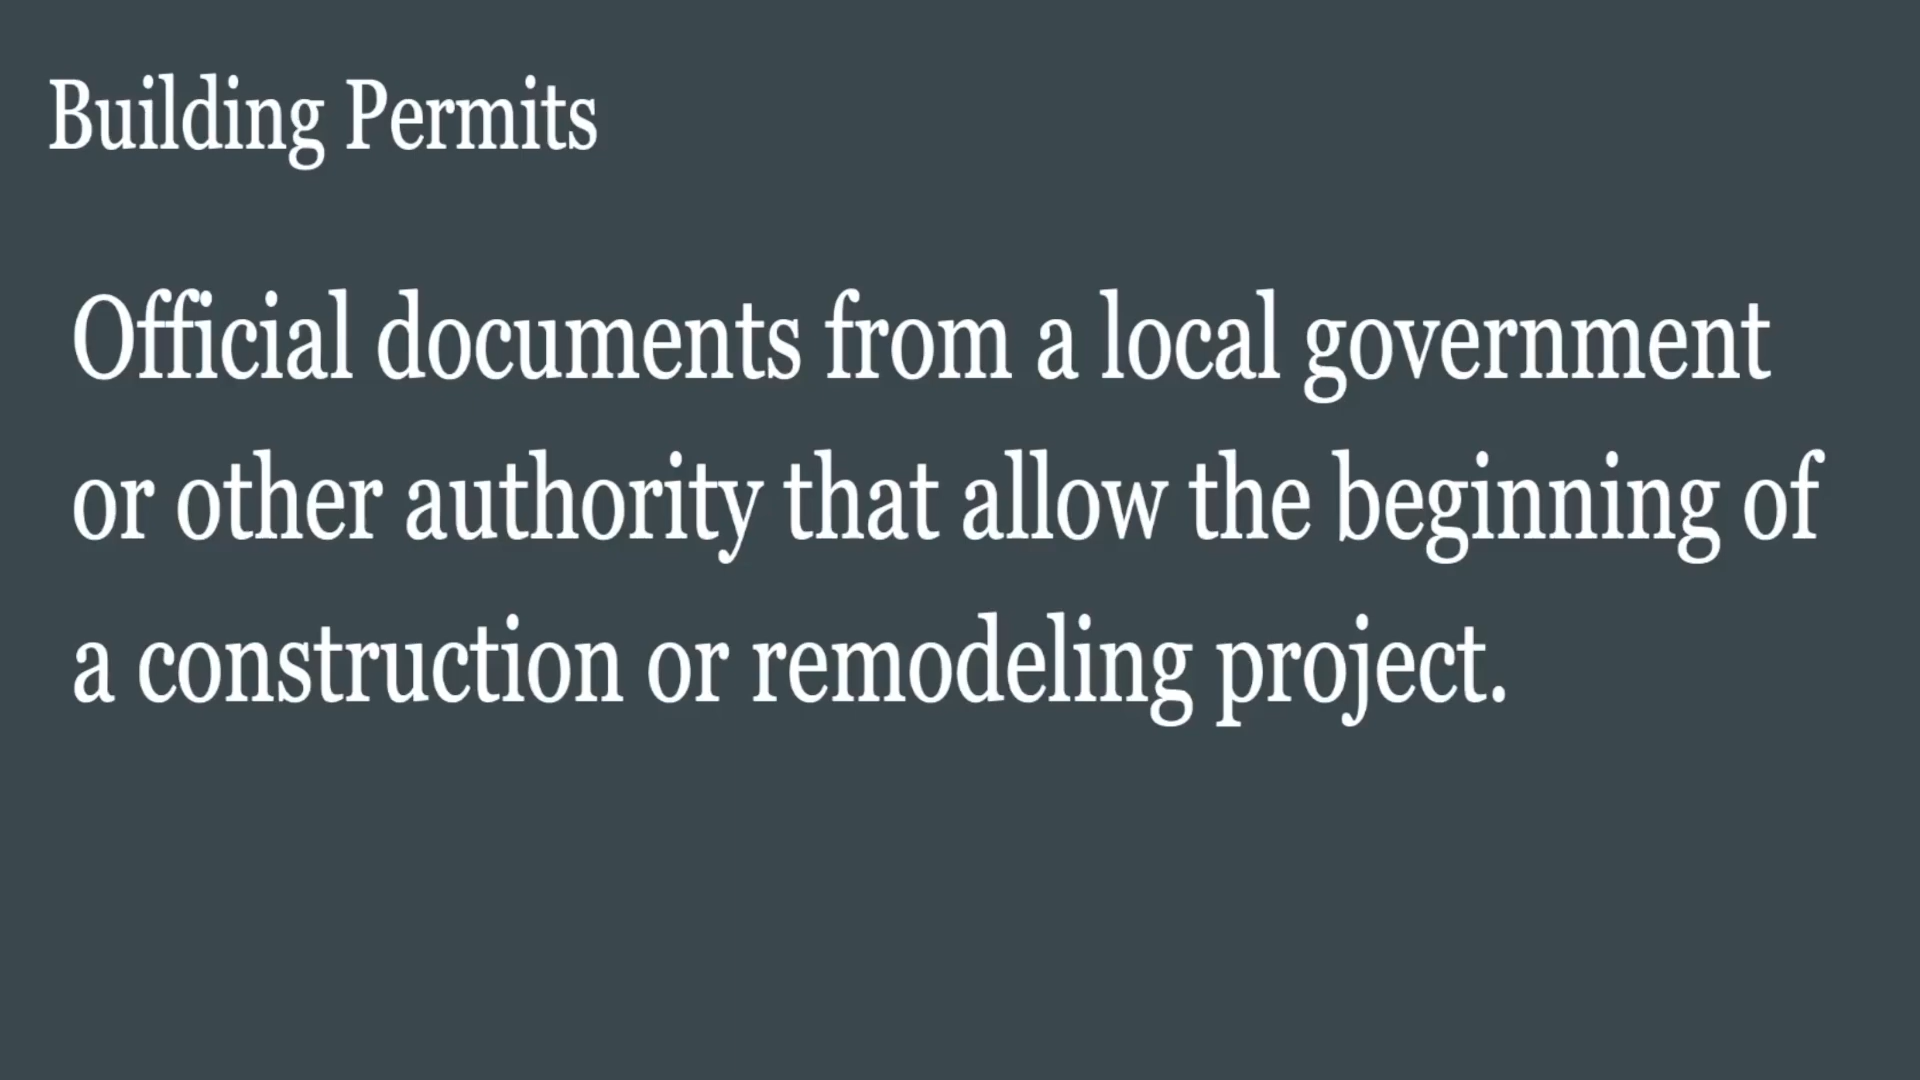 Building Permits
Official documents from a local government
or other authority that allow the beginning of
a construction or remodeling project.